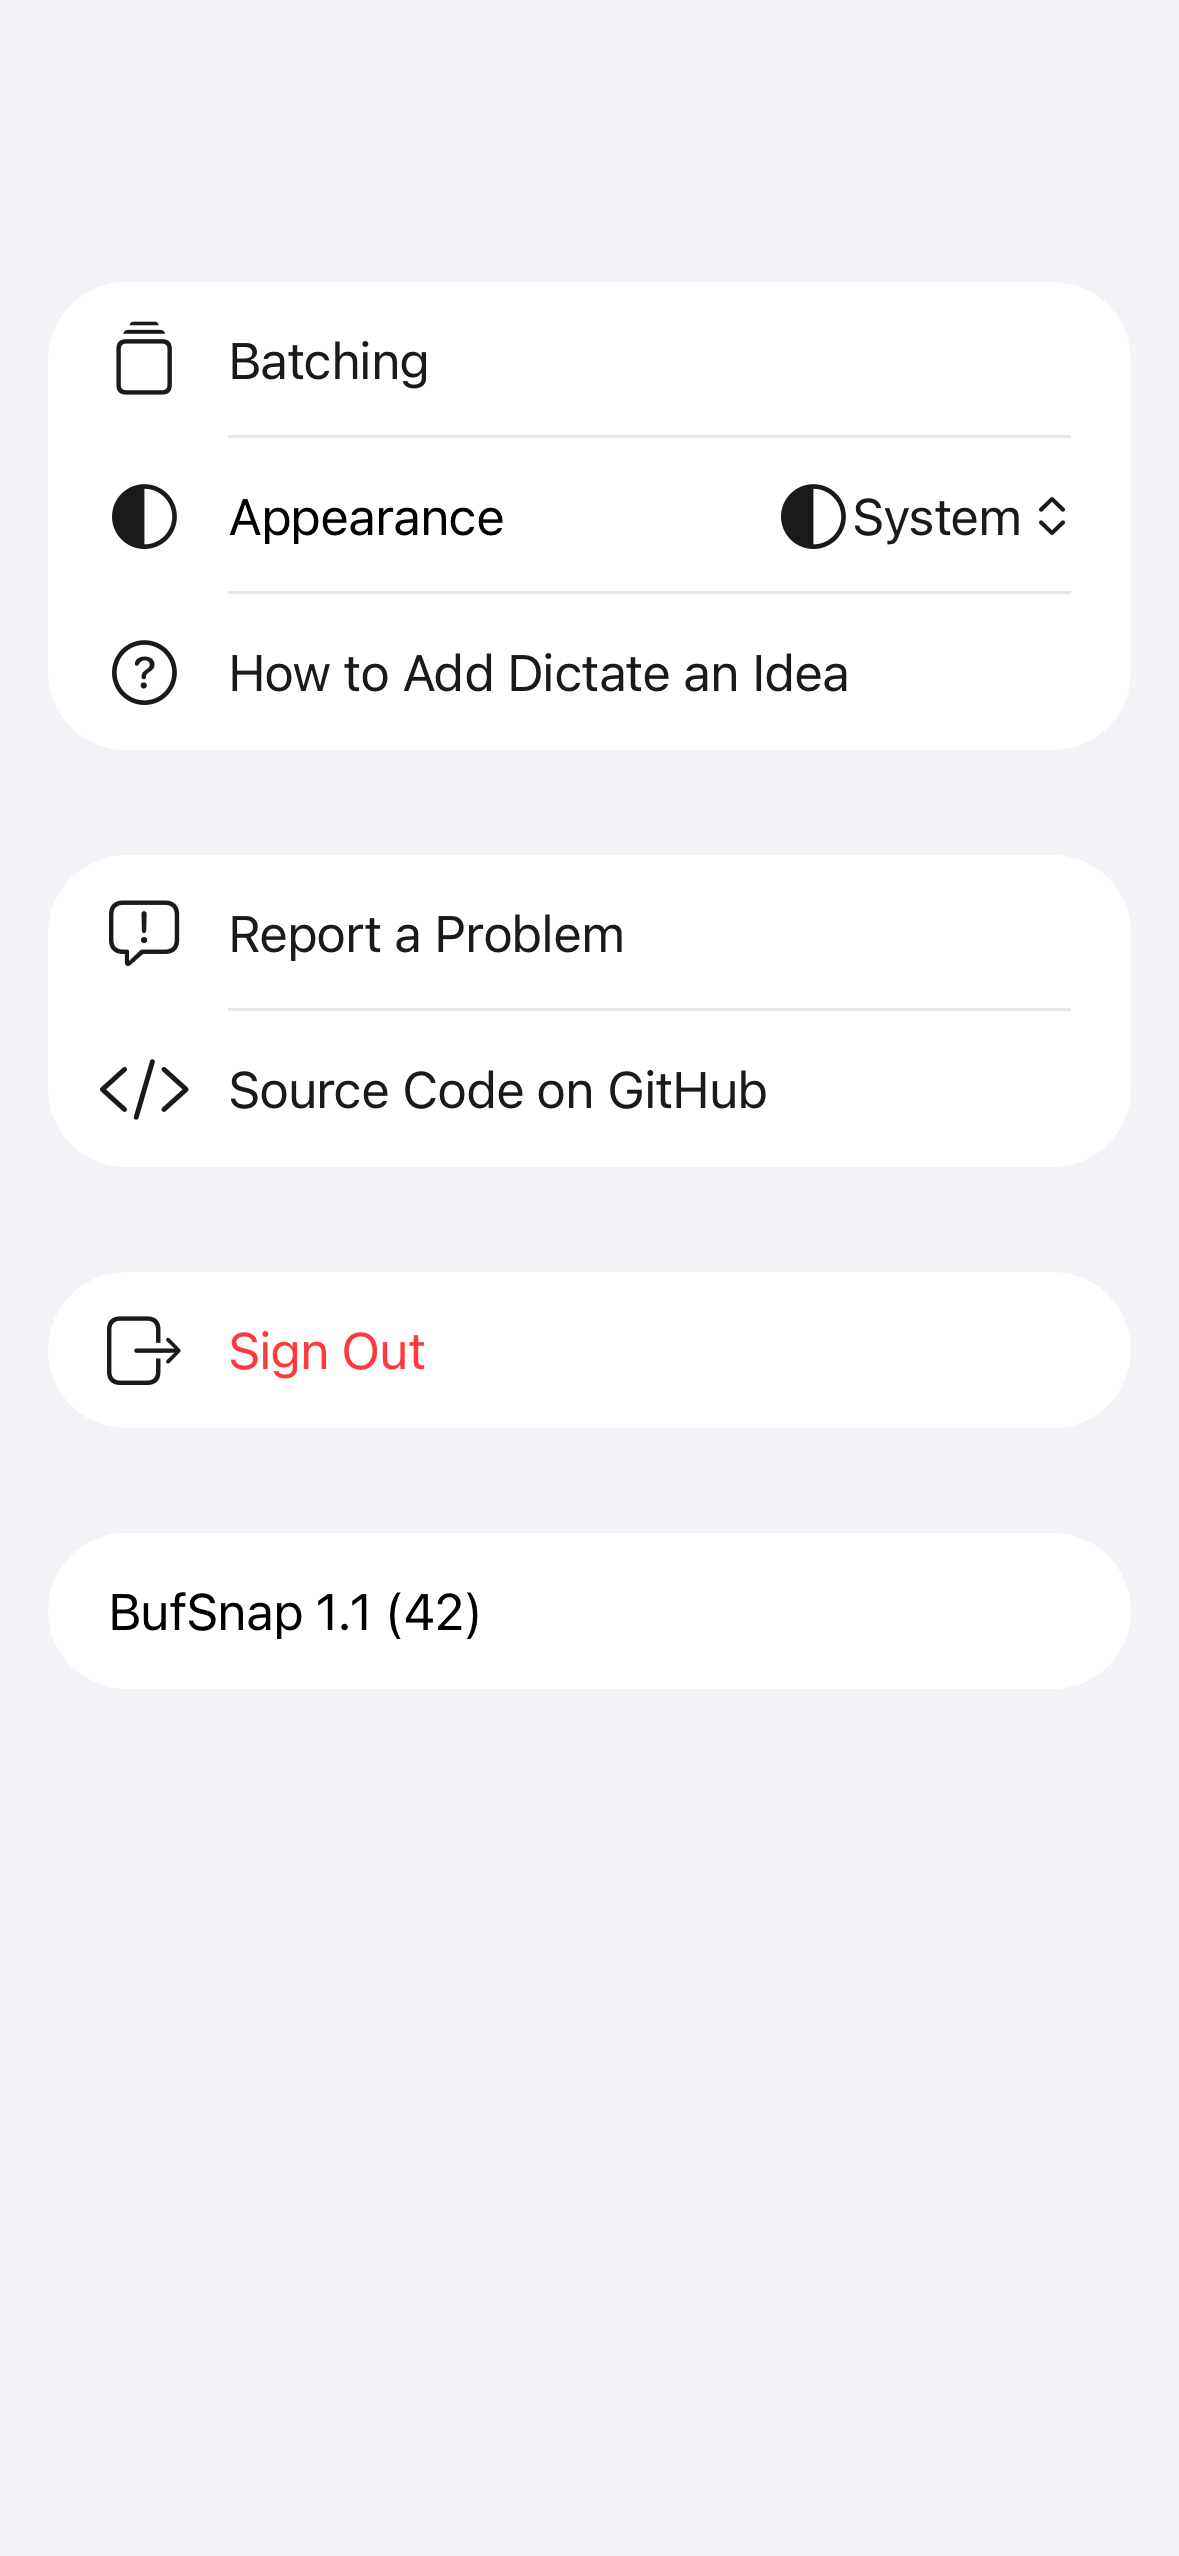 Batching
Appearance
System
How to Add Dictate an Idea
Report a Problem
Source Code on GitHub
Sign Out
BufSnap 1.1 (42)